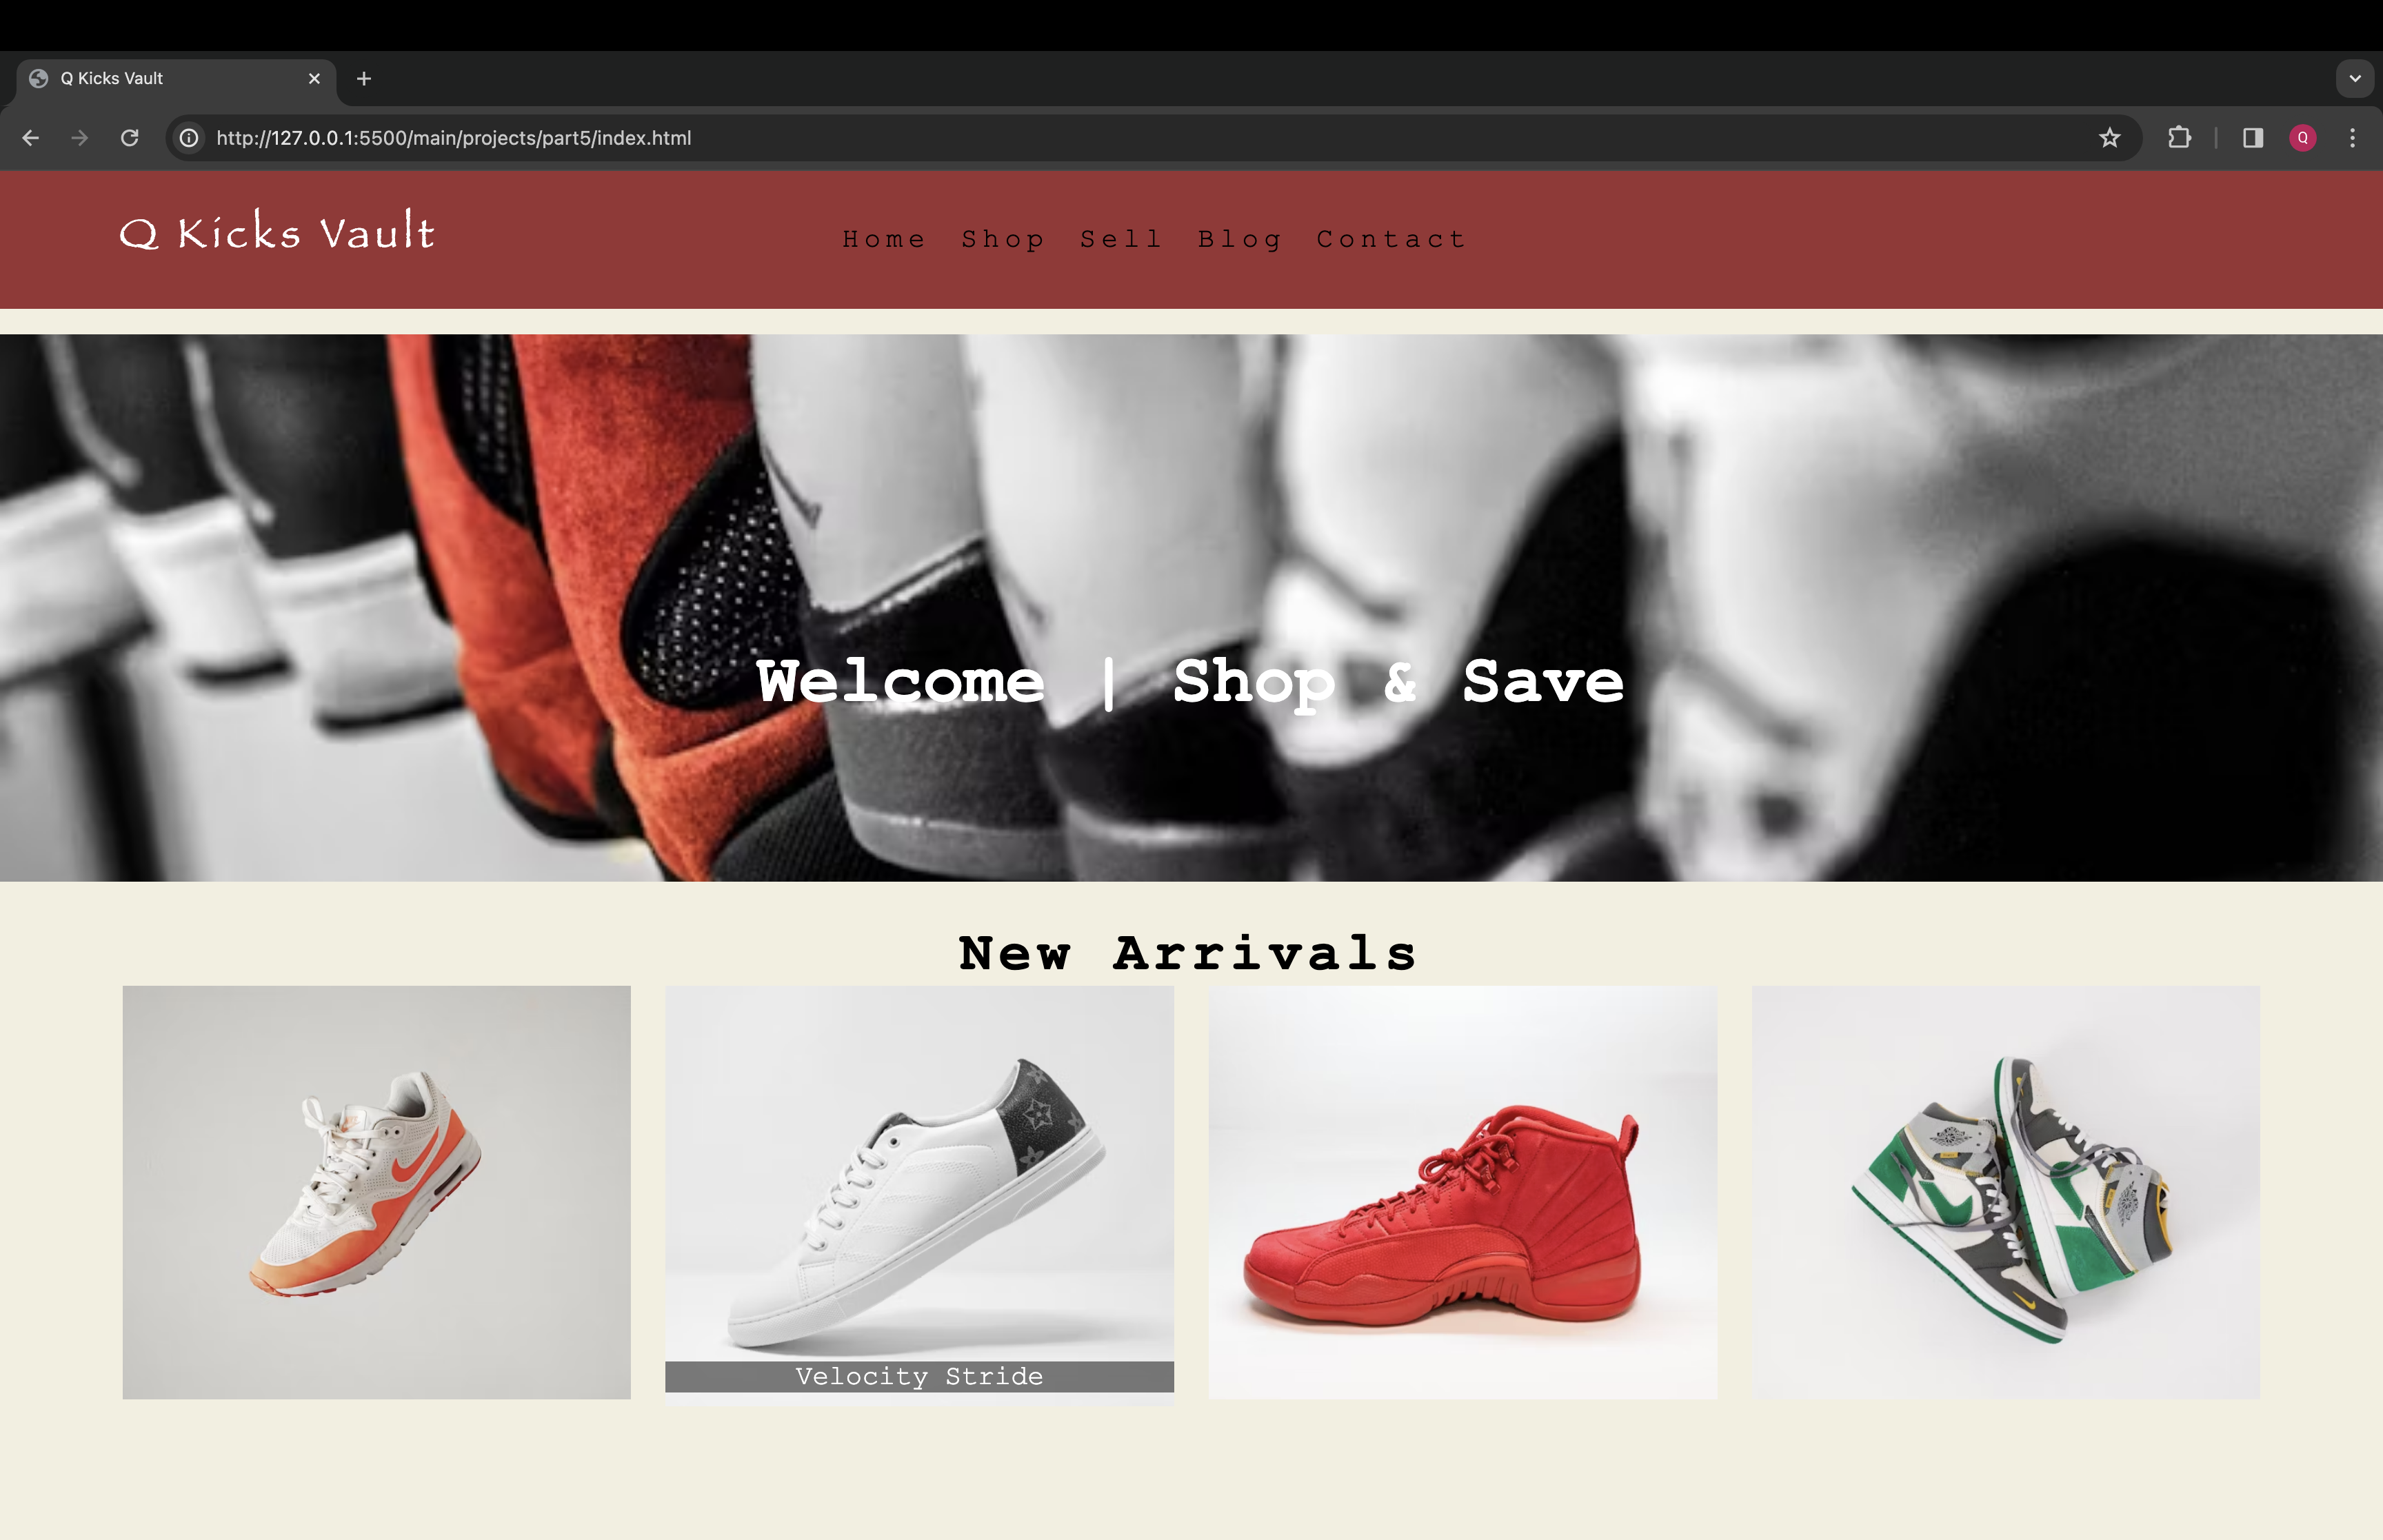 Q Kicks Vault
http://127.0.0.1:5500/main/projects/part5/index.html
Q
Q Kicks Vault
Home Shop Sell Blog Contact
Welcome | Shop & Save
New Arrivals
Velocity Stride